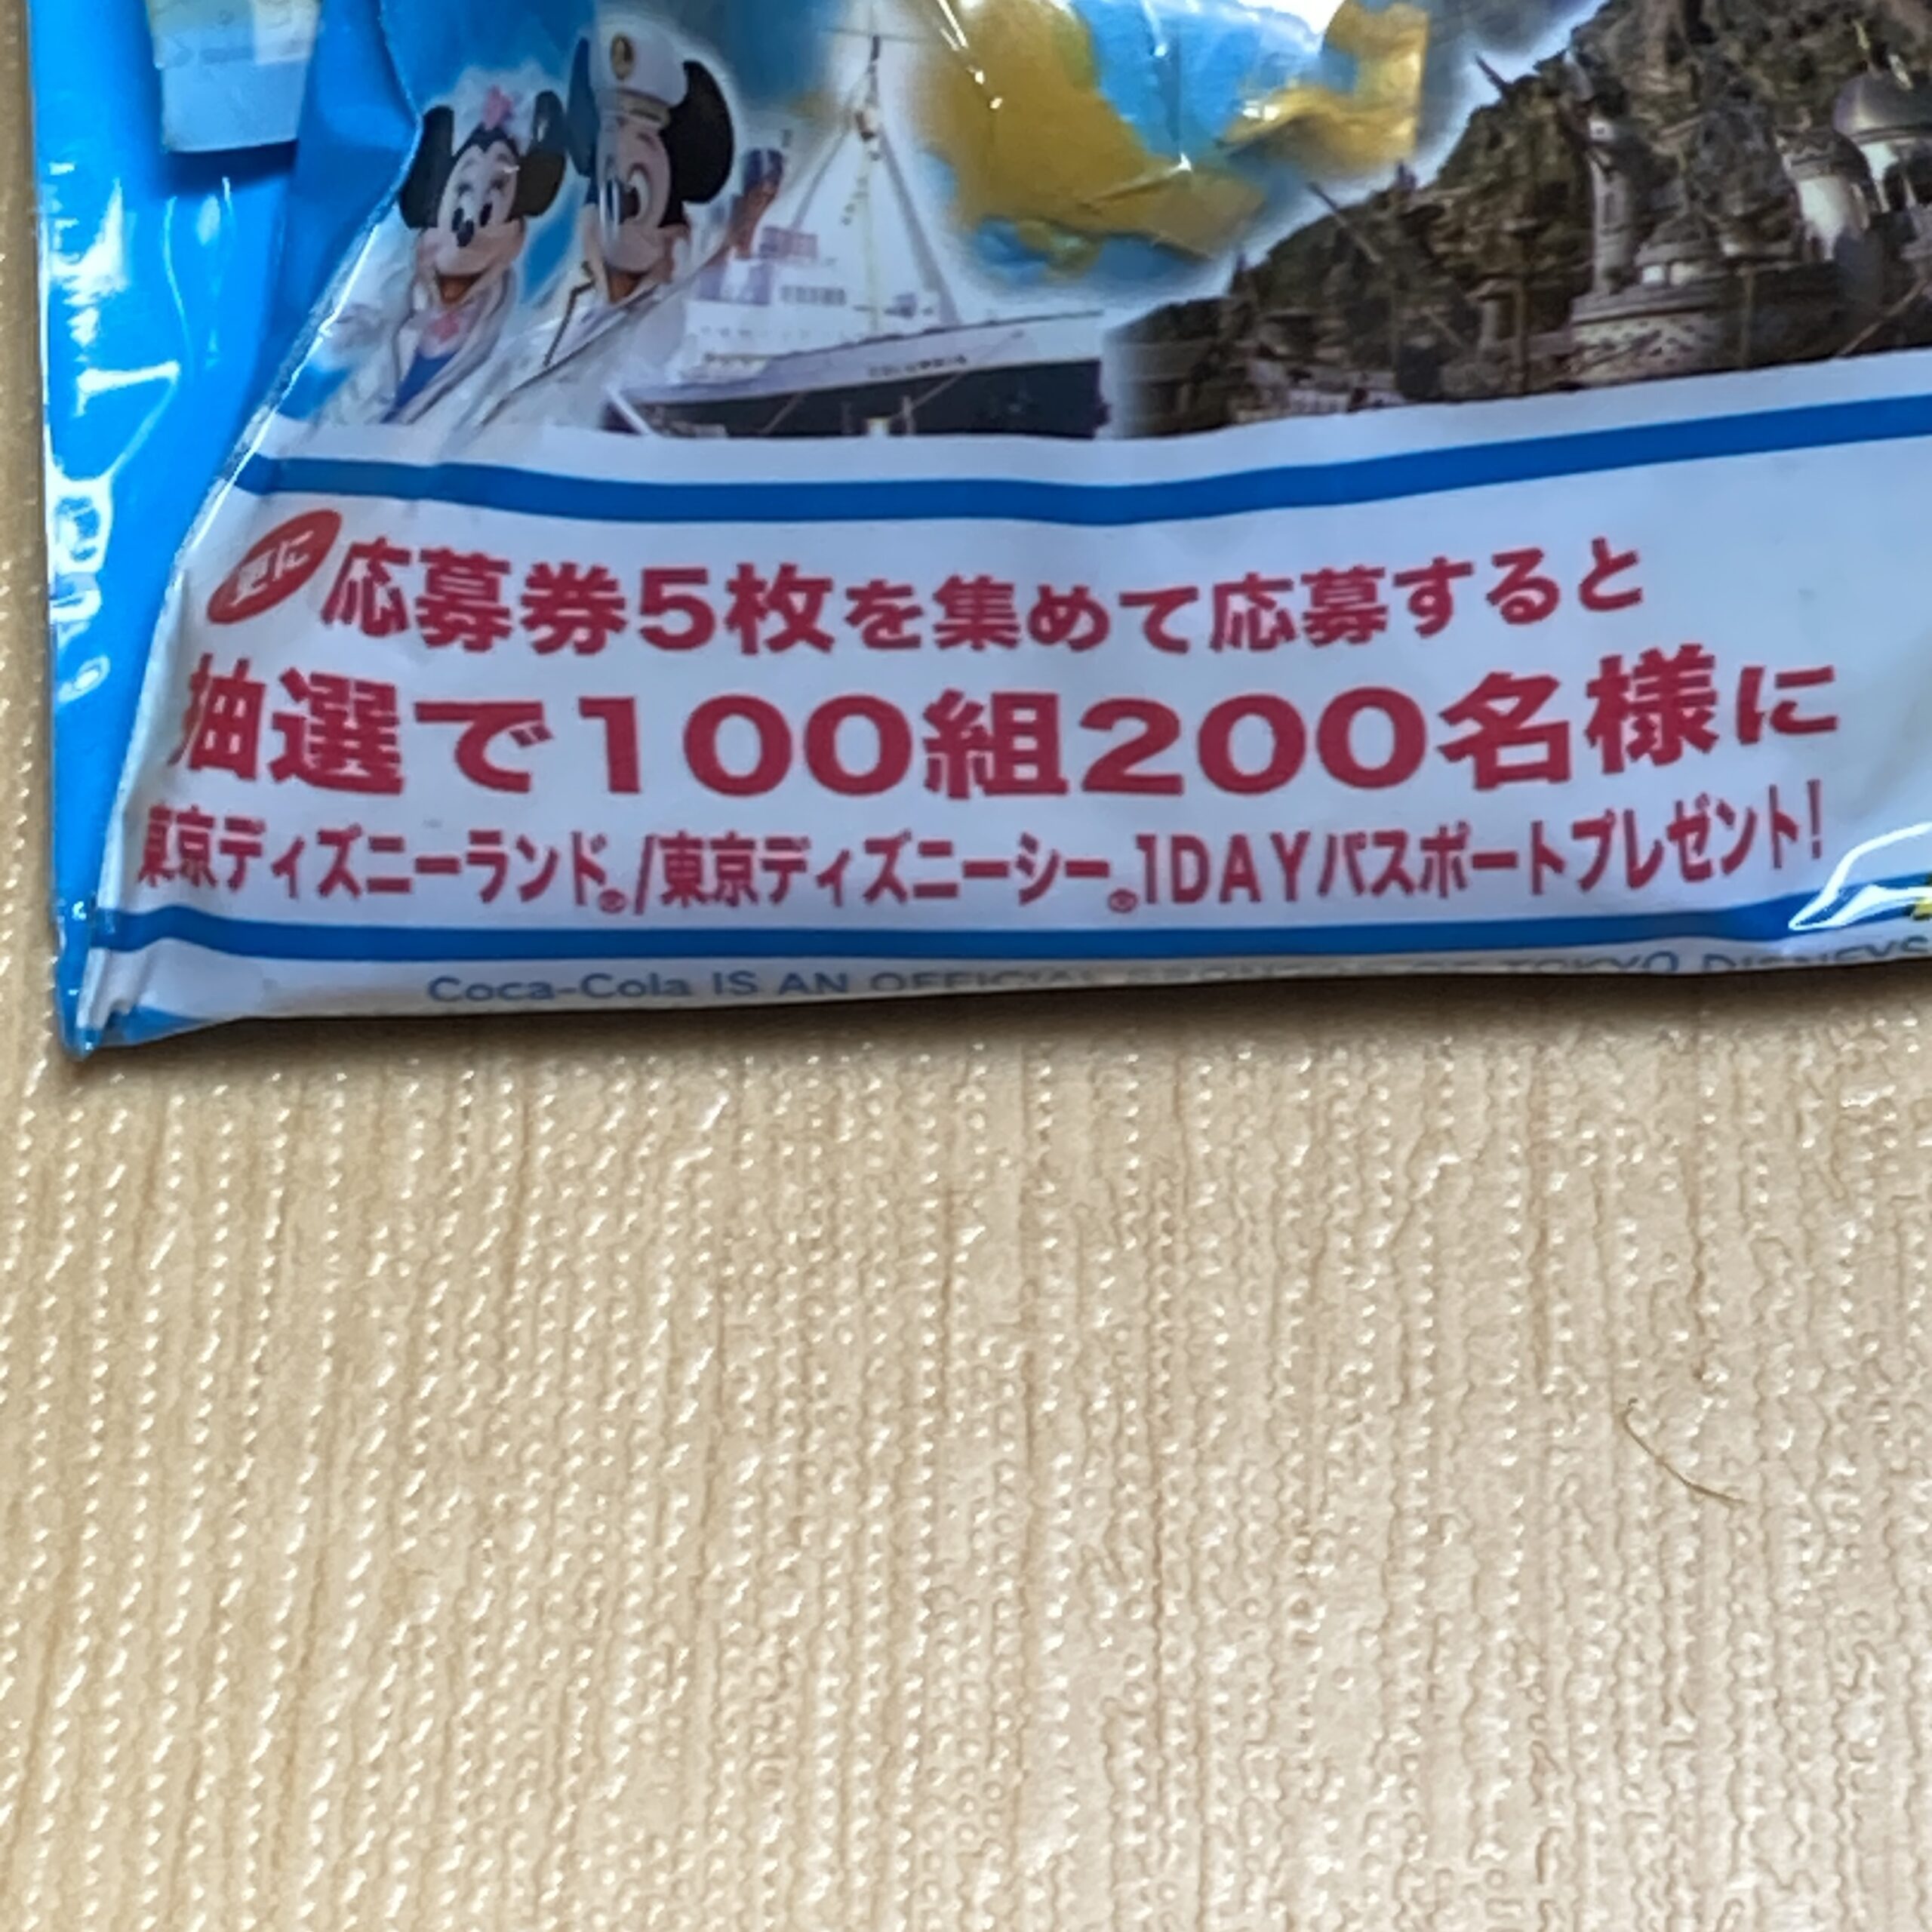 更に 応募券5枚を集めて応募すると
抽選で100組200名様に
東京ディズニーランド®/東京ディズニーシー®1DAYパスポートプレゼント!
Coca-Cola IS AN OFFICIAL TOKYO